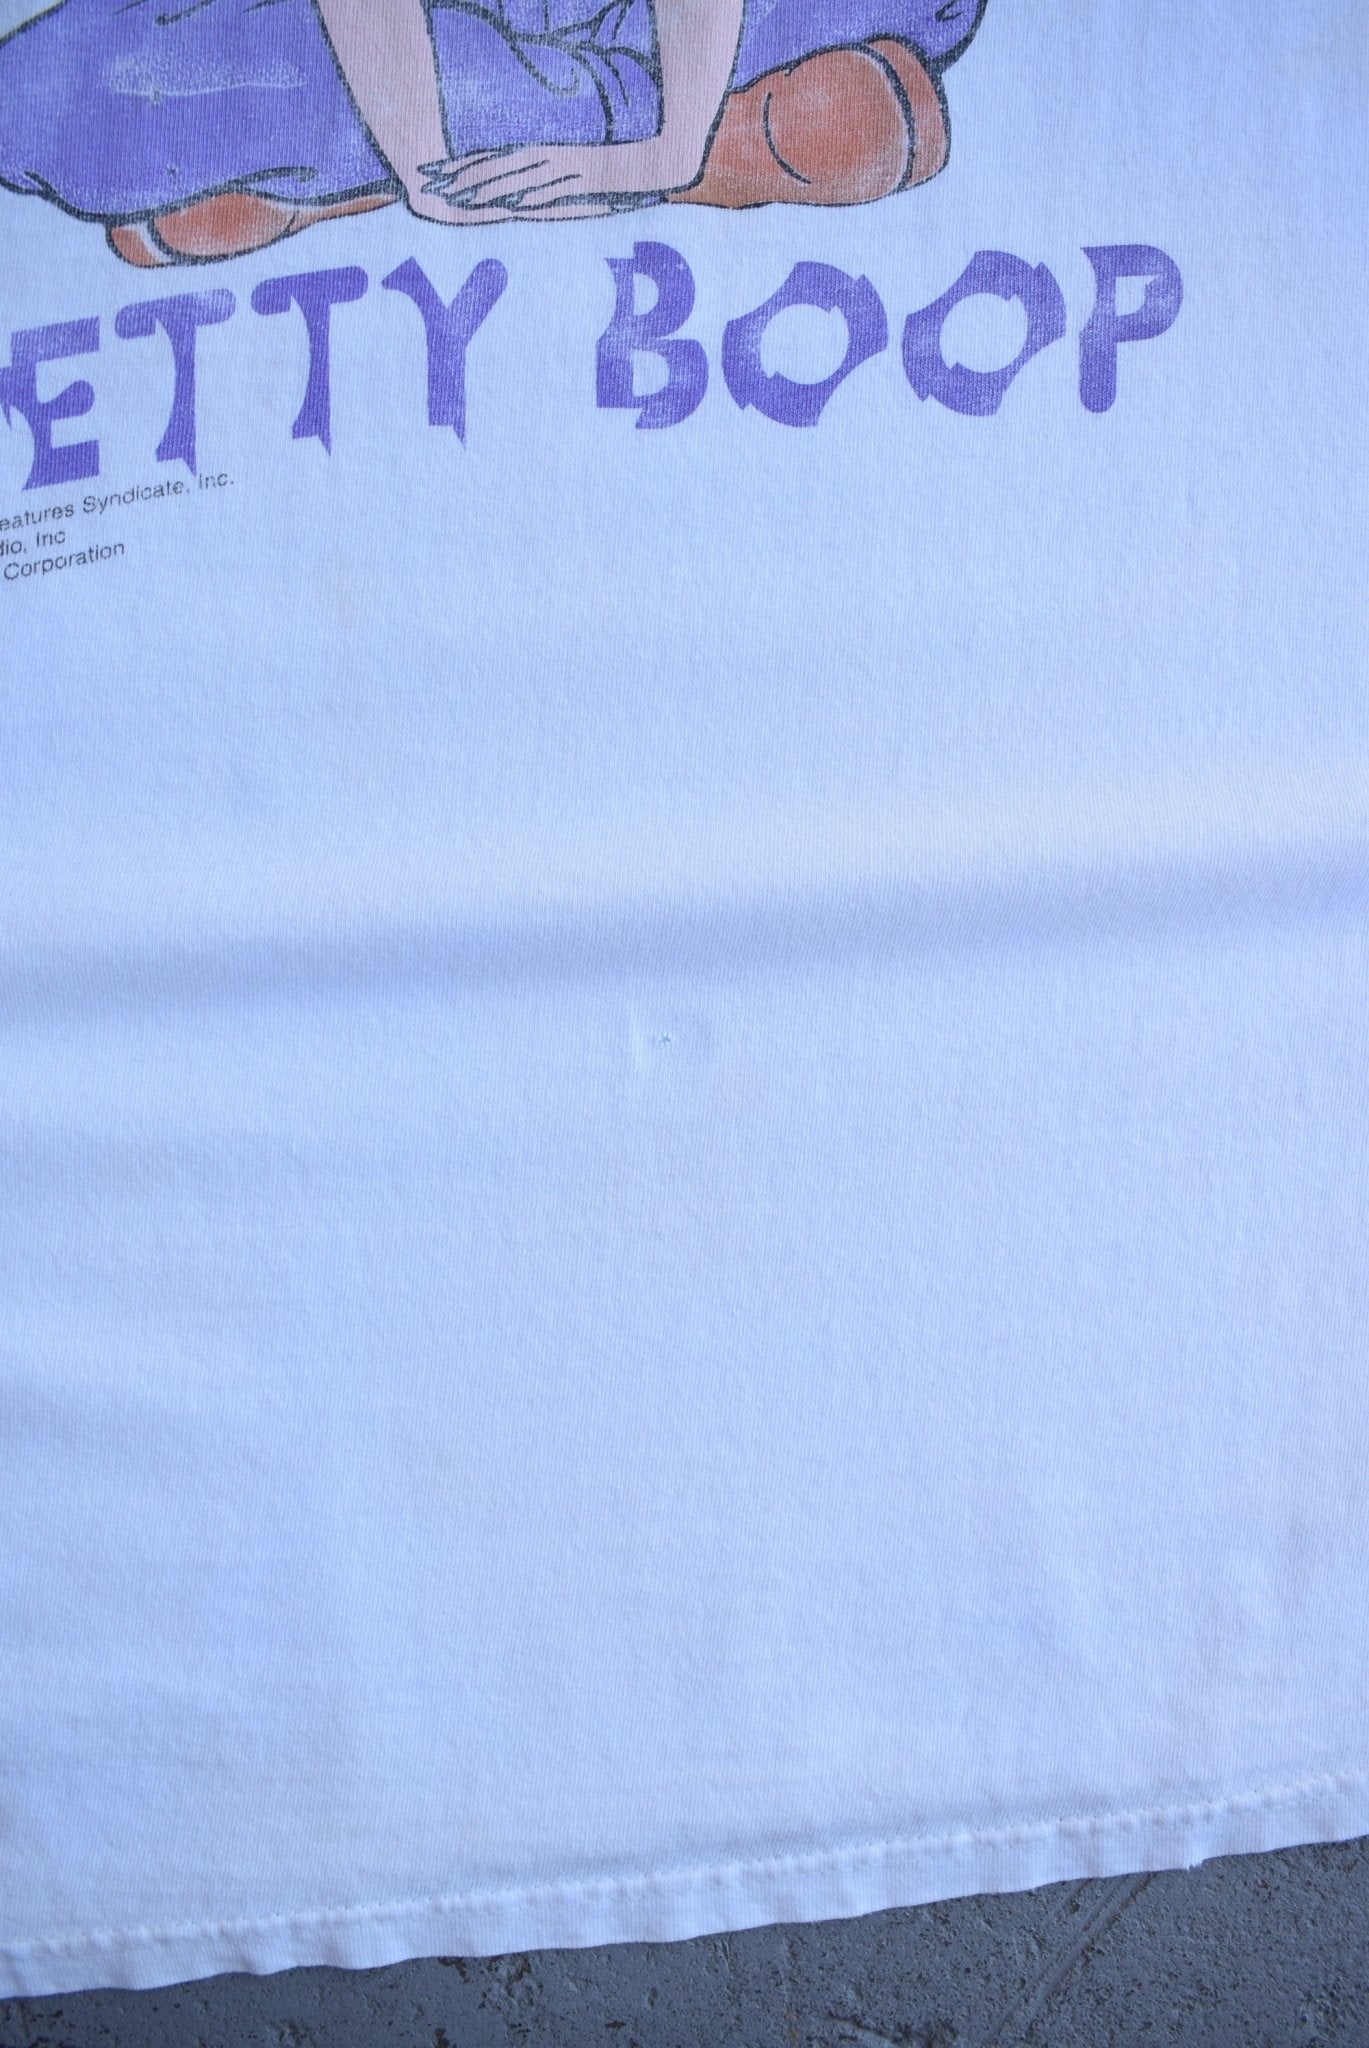 ETTY BOOP
eatures Syndicate, Inc.
dio, Inc
Corporation